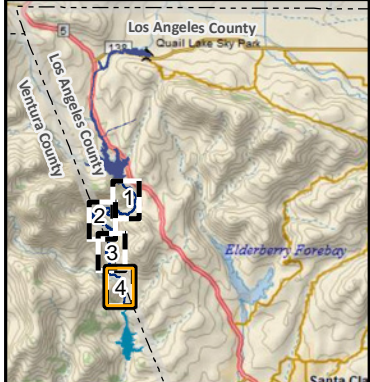 Los Angeles County
5
138
Quail Lake Sky Park
Los Angeles County
Ventura County
1
2
3
4
Elderberry Forebay
Santa Cla